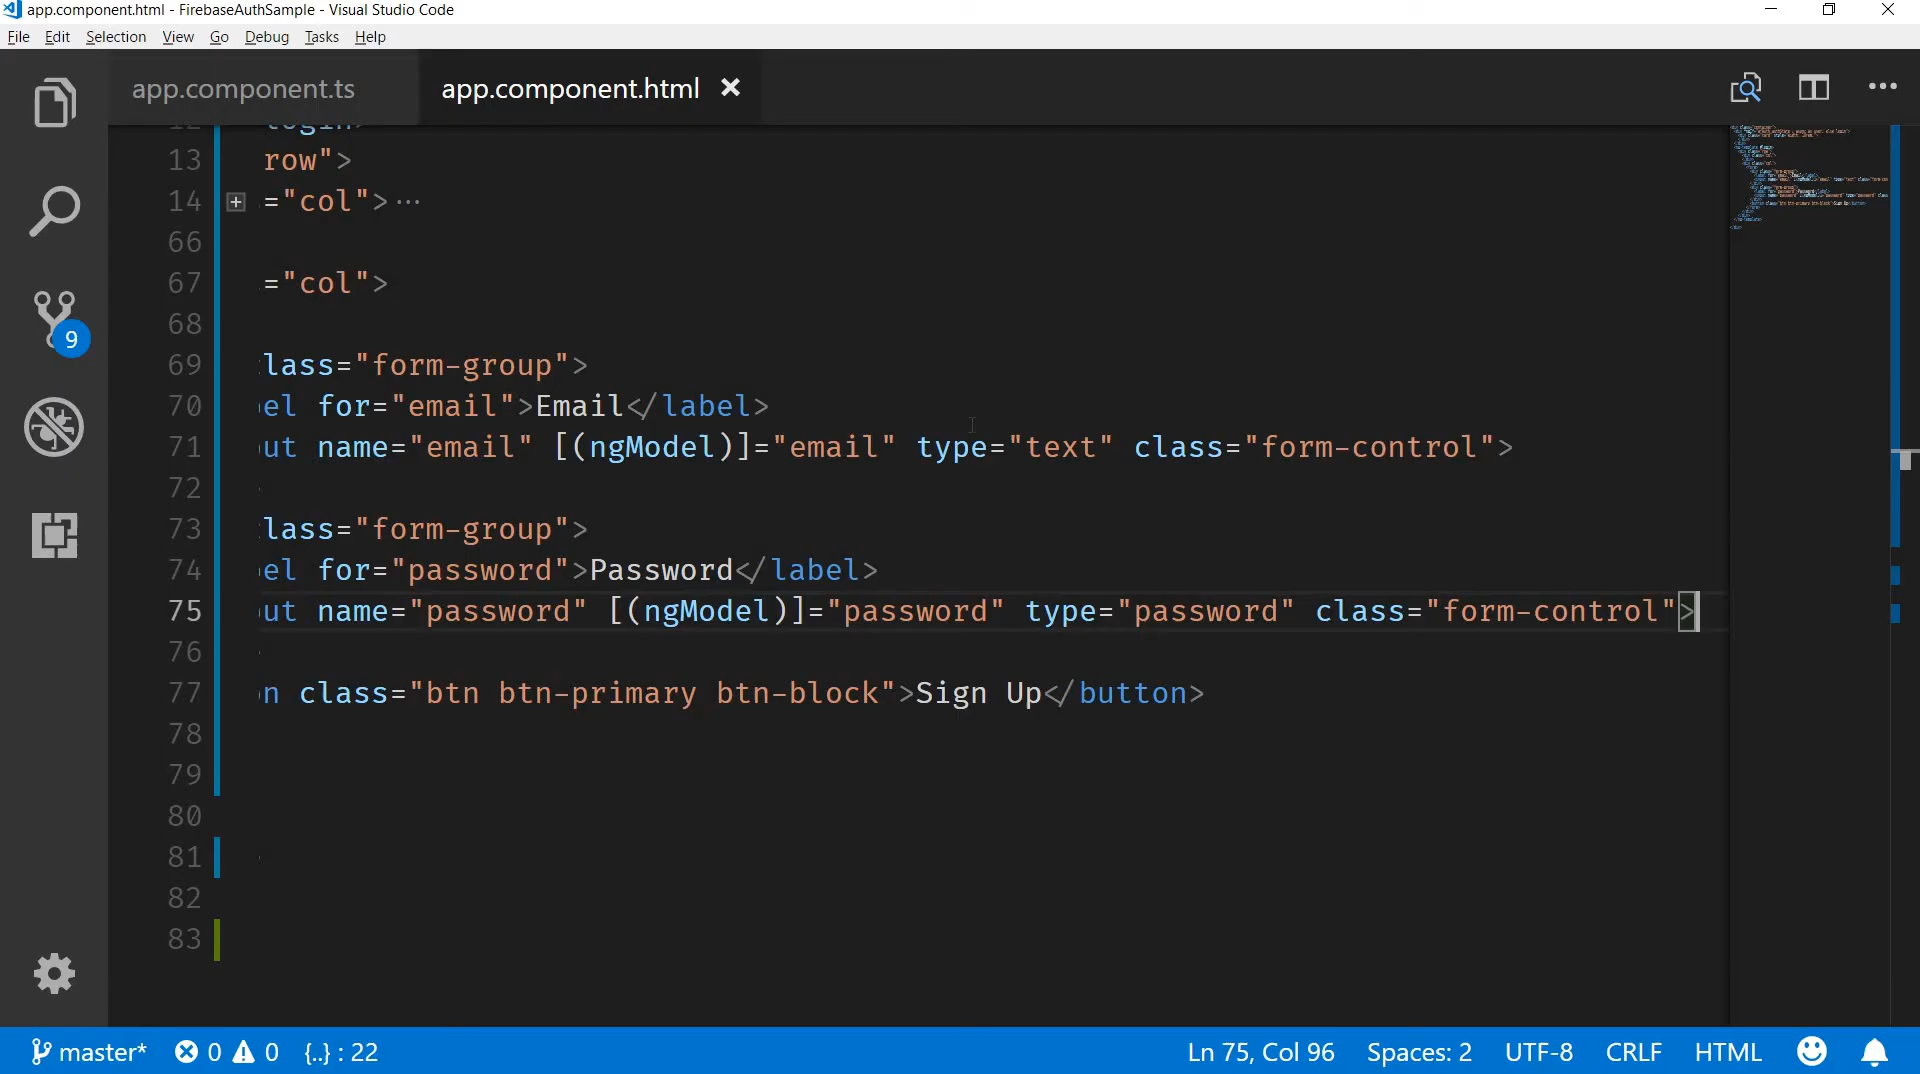 app.component.html - FirebaseAuthSample - Visual Studio Code
File Edit Selection View Go Debug Tasks Help
app.component.ts app.component.html
12 login>
13 row">
14 ="col">...
66
67 ="col">
68
69 lass="form-group">
70 el for="email">Email</label>
71 ut name="email" [(ngModel)]="email" type="text" class="form-control">
72
73 lass="form-group">
74 el for="password">Password</label>
75 ut name="password" [(ngModel)]="password" type="password" class="form-control">
76
77 n class="btn btn-primary btn-block">Sign Up</button>
78
79
80
81
82
83
9
master* 0 0 {..} : 22 Ln 75, Col 96 Spaces: 2 UTF-8 CRLF HTML